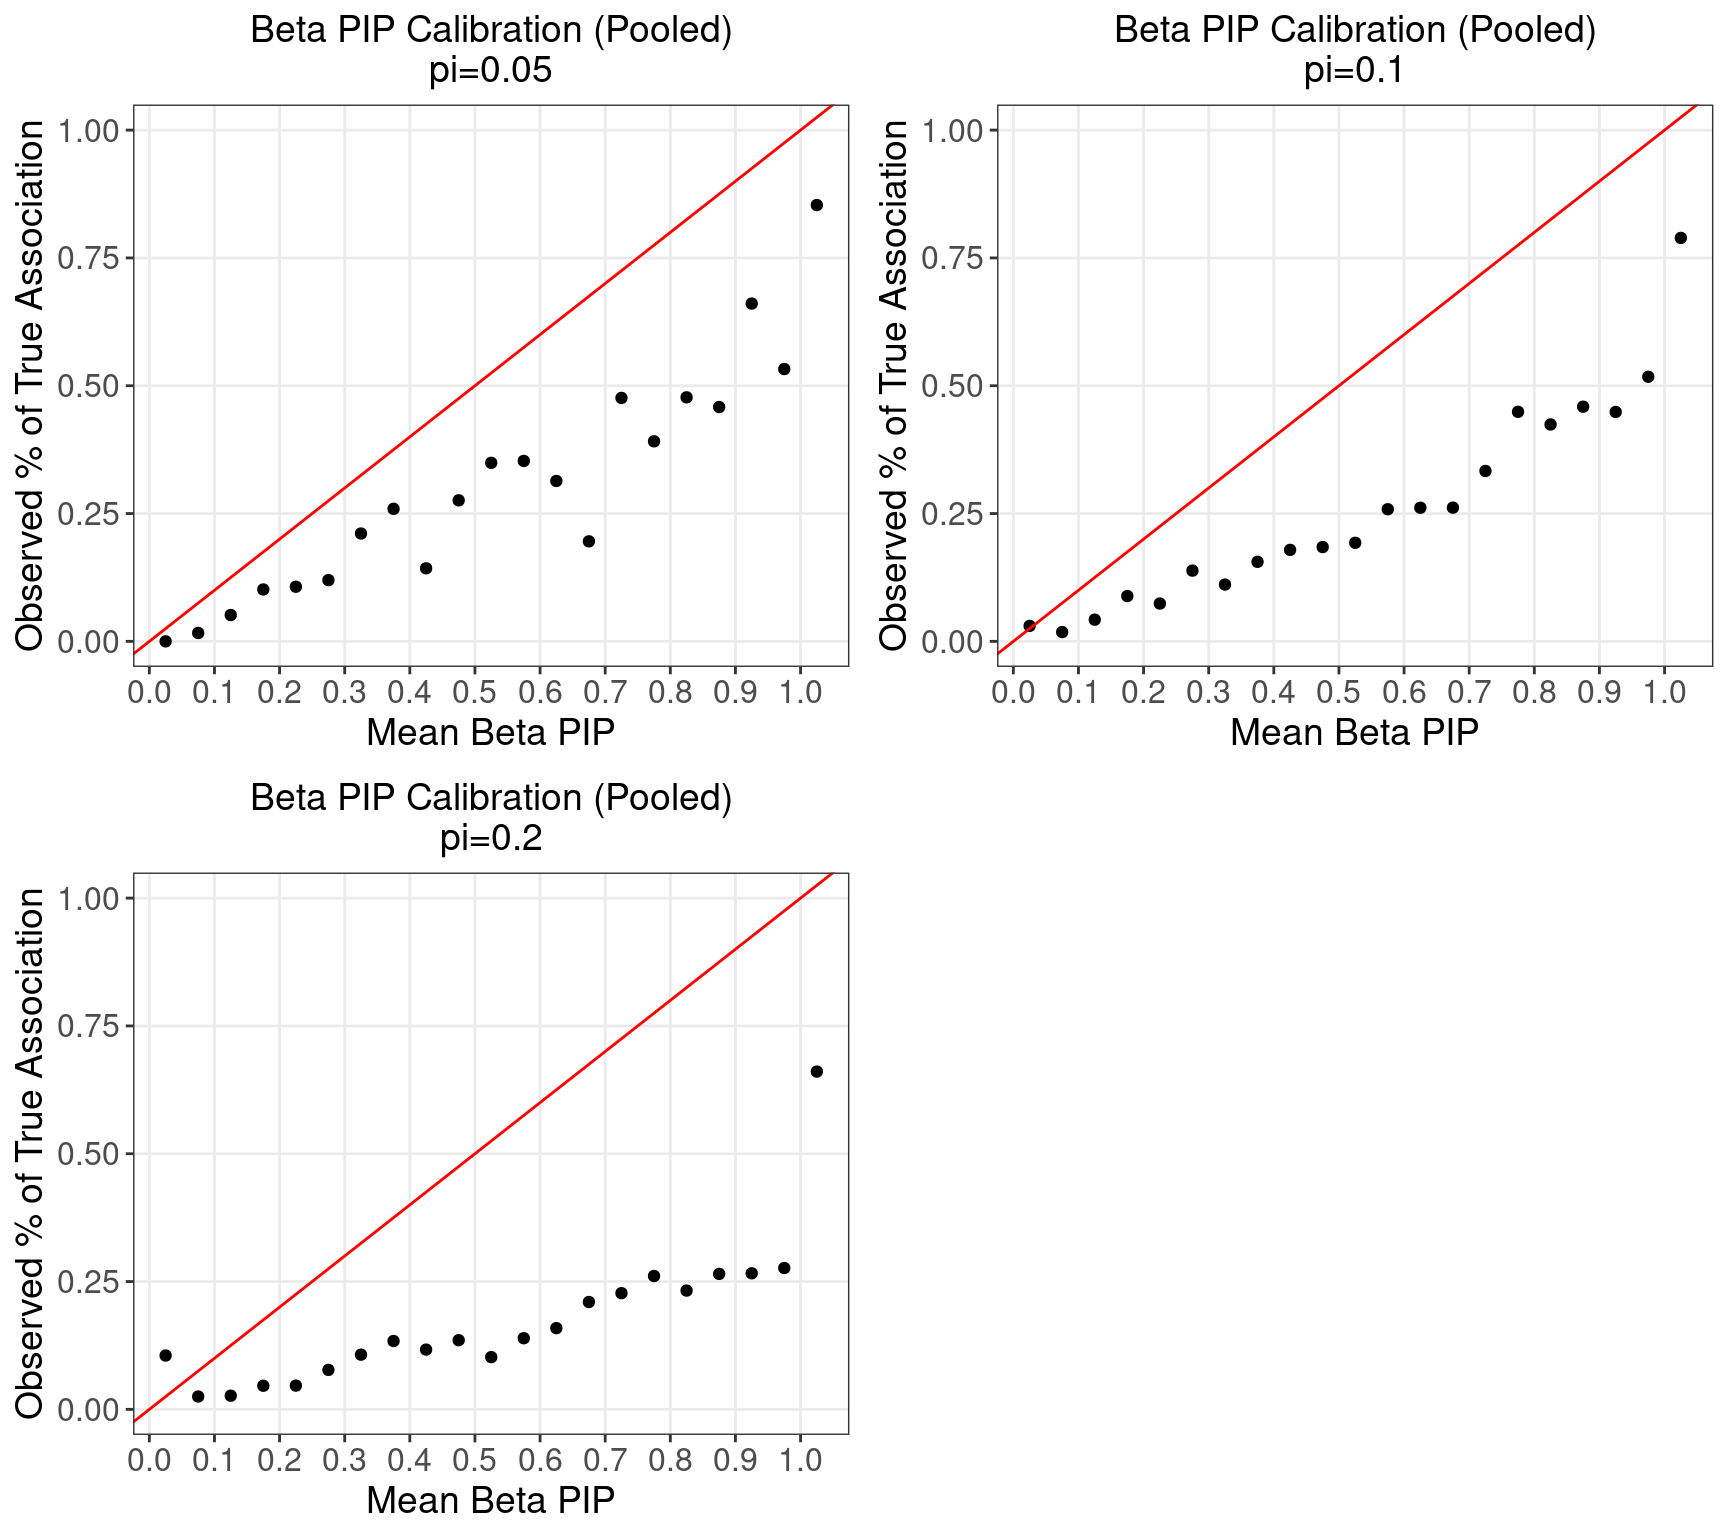 Beta PIP Calibration (Pooled)
pi=0.05
Observed % of True Association
1.00
0.75
0.50
0.25
0.00
0.0 0.1 0.2 0.3 0.4 0.5 0.6 0.7 0.8 0.9 1.0
Mean Beta PIP
Beta PIP Calibration (Pooled)
pi=0.1
Observed % of True Association
1.00
0.75
0.50
0.25
0.00
0.0 0.1 0.2 0.3 0.4 0.5 0.6 0.7 0.8 0.9 1.0
Mean Beta PIP
Beta PIP Calibration (Pooled)
pi=0.2
Observed % of True Association
1.00
0.75
0.50
0.25
0.00
0.0 0.1 0.2 0.3 0.4 0.5 0.6 0.7 0.8 0.9 1.0
Mean Beta PIP